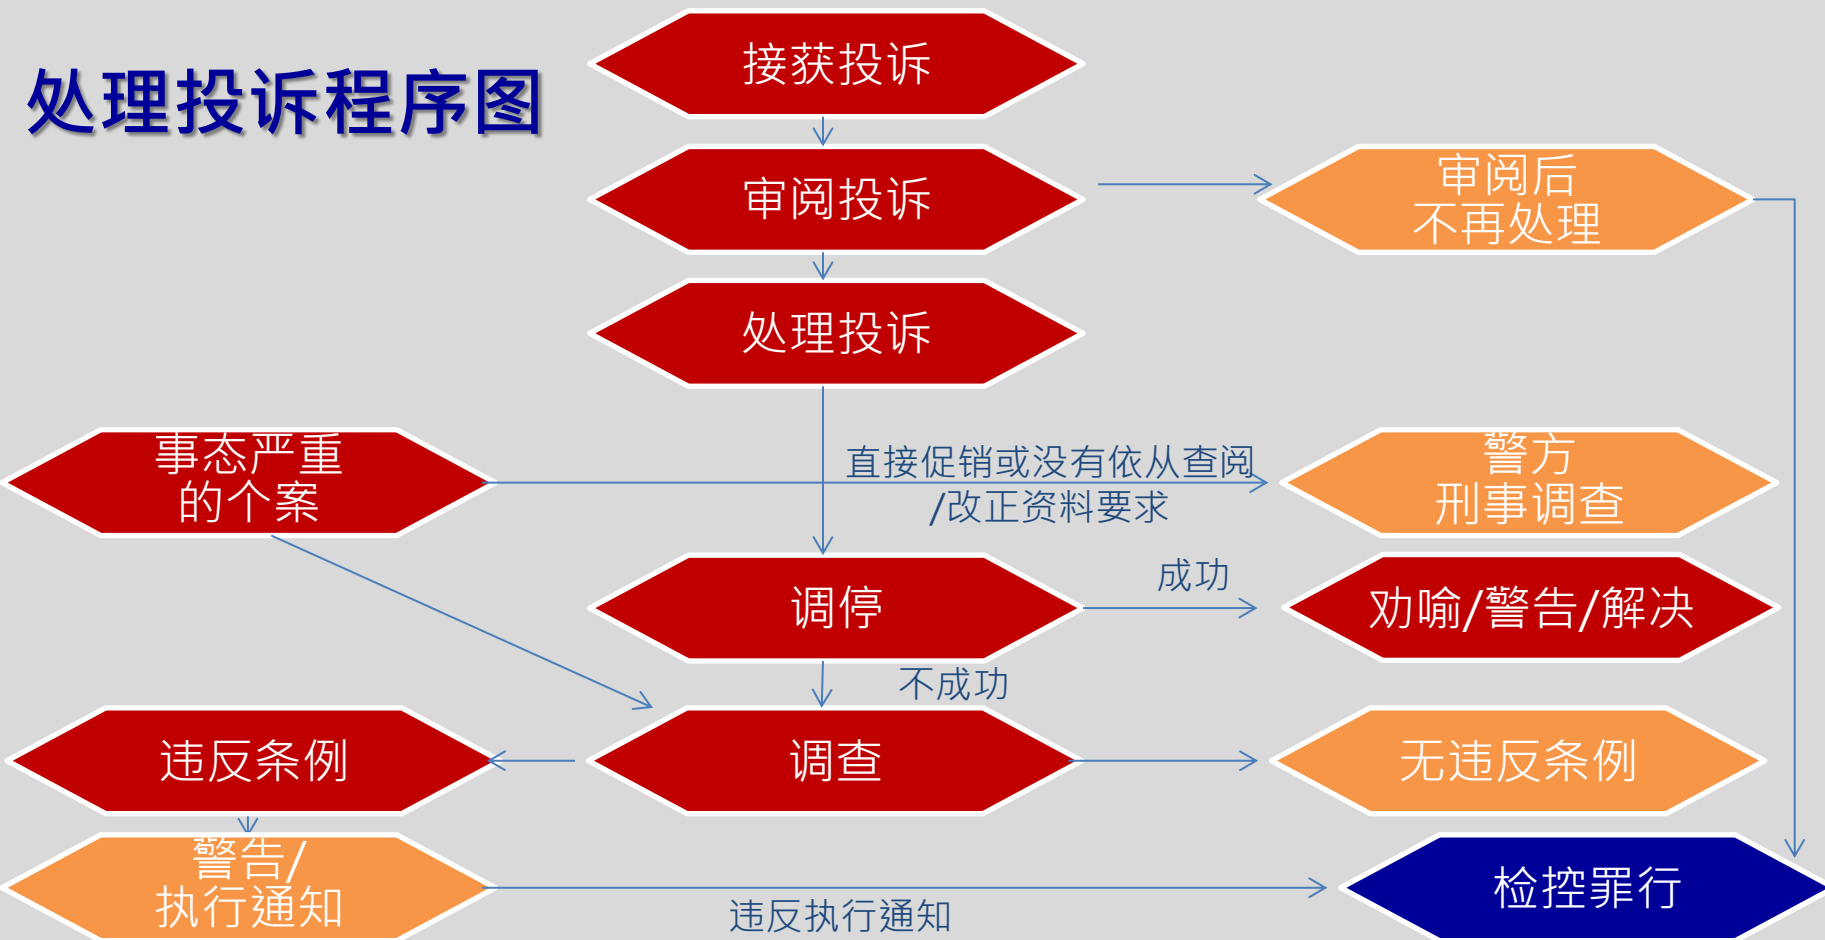 处理投诉程序图
接获投诉
审阅投诉
审阅后
不再处理
处理投诉
事态严重
的个案
直接促销或没有依从查阅
/改正资料要求
警方
刑事调查
调停
成功
劝喻/警告/解决
不成功
违反条例
调查
无违反条例
警告/
执行通知
违反执行通知
检控罪行